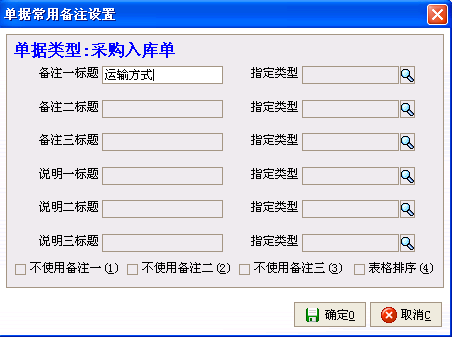 单据常用备注设置
单据类型:采购入库单
备注一标题 运输方式 指定类型
备注二标题 指定类型
备注三标题 指定类型
说明一标题 指定类型
说明二标题 指定类型
说明三标题 指定类型
不使用备注一(1) 不使用备注二(2) 不使用备注三(3) 表格排序(4)
确定O 取消C